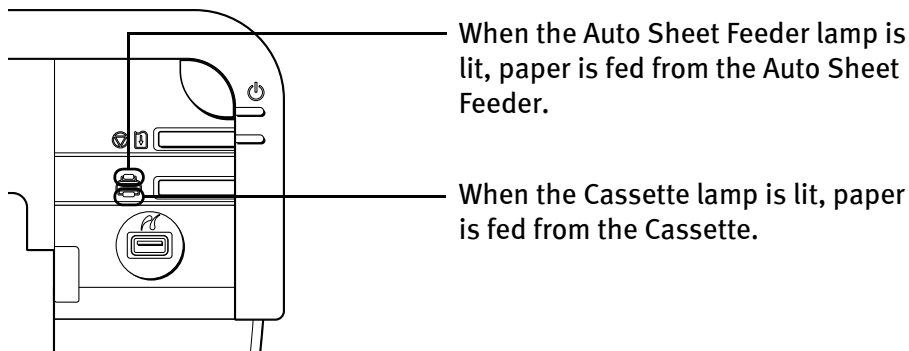 When the Auto Sheet Feeder lamp is
lit, paper is fed from the Auto Sheet
Feeder.
When the Cassette lamp is lit, paper
is fed from the Cassette.